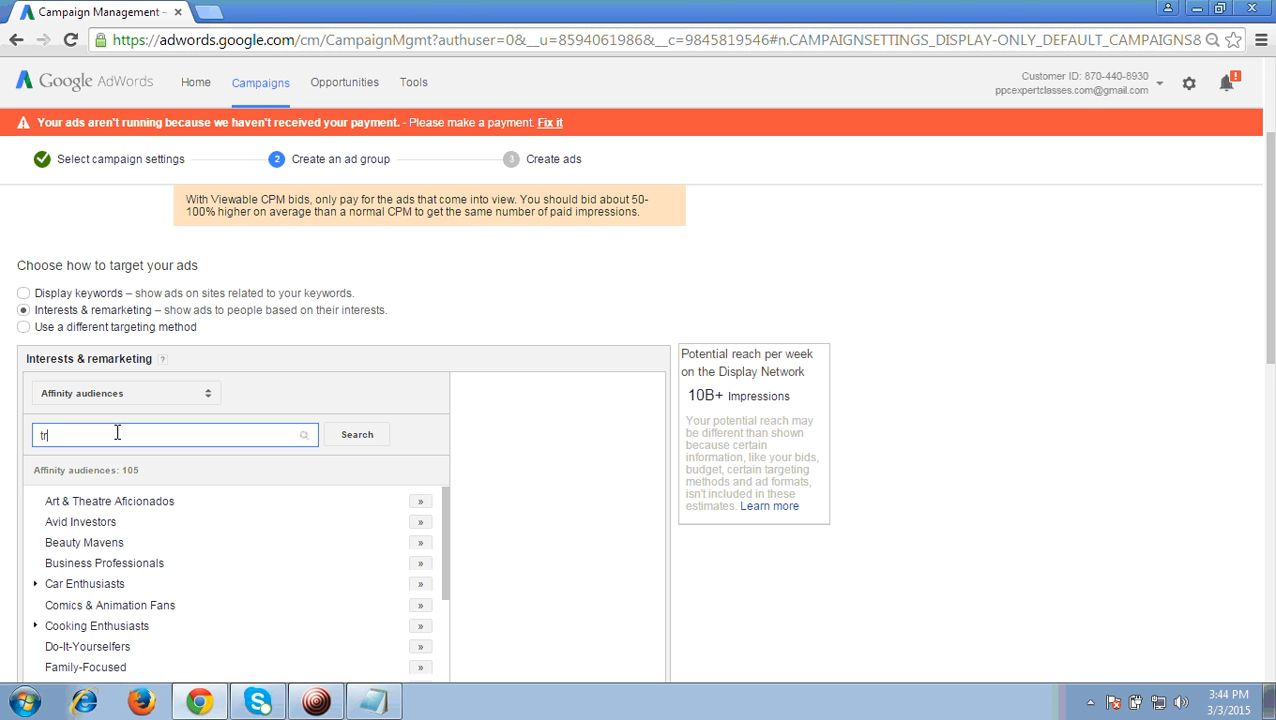 Campaign Management –
https://adwords.google.com/cm/CampaignMgmt?authuser=0&__u=8594061986&__c=9845819546#n.CAMPAIGNSETTINGS_DISPLAY-ONLY_DEFAULT_CAMPAIGNS&
Google AdWords
Home
Campaigns
Opportunities
Tools
Customer ID: 870-440-8930
ppcexpertclasses.com@gmail.com
Your ads aren't running because we haven't received your payment. - Please make a payment. Fix it
Select campaign settings
2 Create an ad group
3 Create ads
With Viewable CPM bids, only pay for the ads that come into view. You should bid about 50-
100% higher on average than a normal CPM to get the same number of paid impressions.
Choose how to target your ads
Display keywords – show ads on sites related to your keywords.
Interests & remarketing – show ads to people based on their interests.
Use a different targeting method
Interests & remarketing ?
Affinity audiences
tr
Search
Affinity audiences: 105
Art & Theatre Aficionados »
Avid Investors »
Beauty Mavens »
Business Professionals »
Car Enthusiasts »
Comics & Animation Fans »
Cooking Enthusiasts »
Do-It-Yourselfers »
Family-Focused »
Potential reach per week
on the Display Network
10B+ Impressions
Your potential reach may
be different than shown
because certain
information, like your bids,
budget, certain targeting
methods and ad formats,
isn't included in these
estimates. Learn more
3:44 PM
3/3/2015